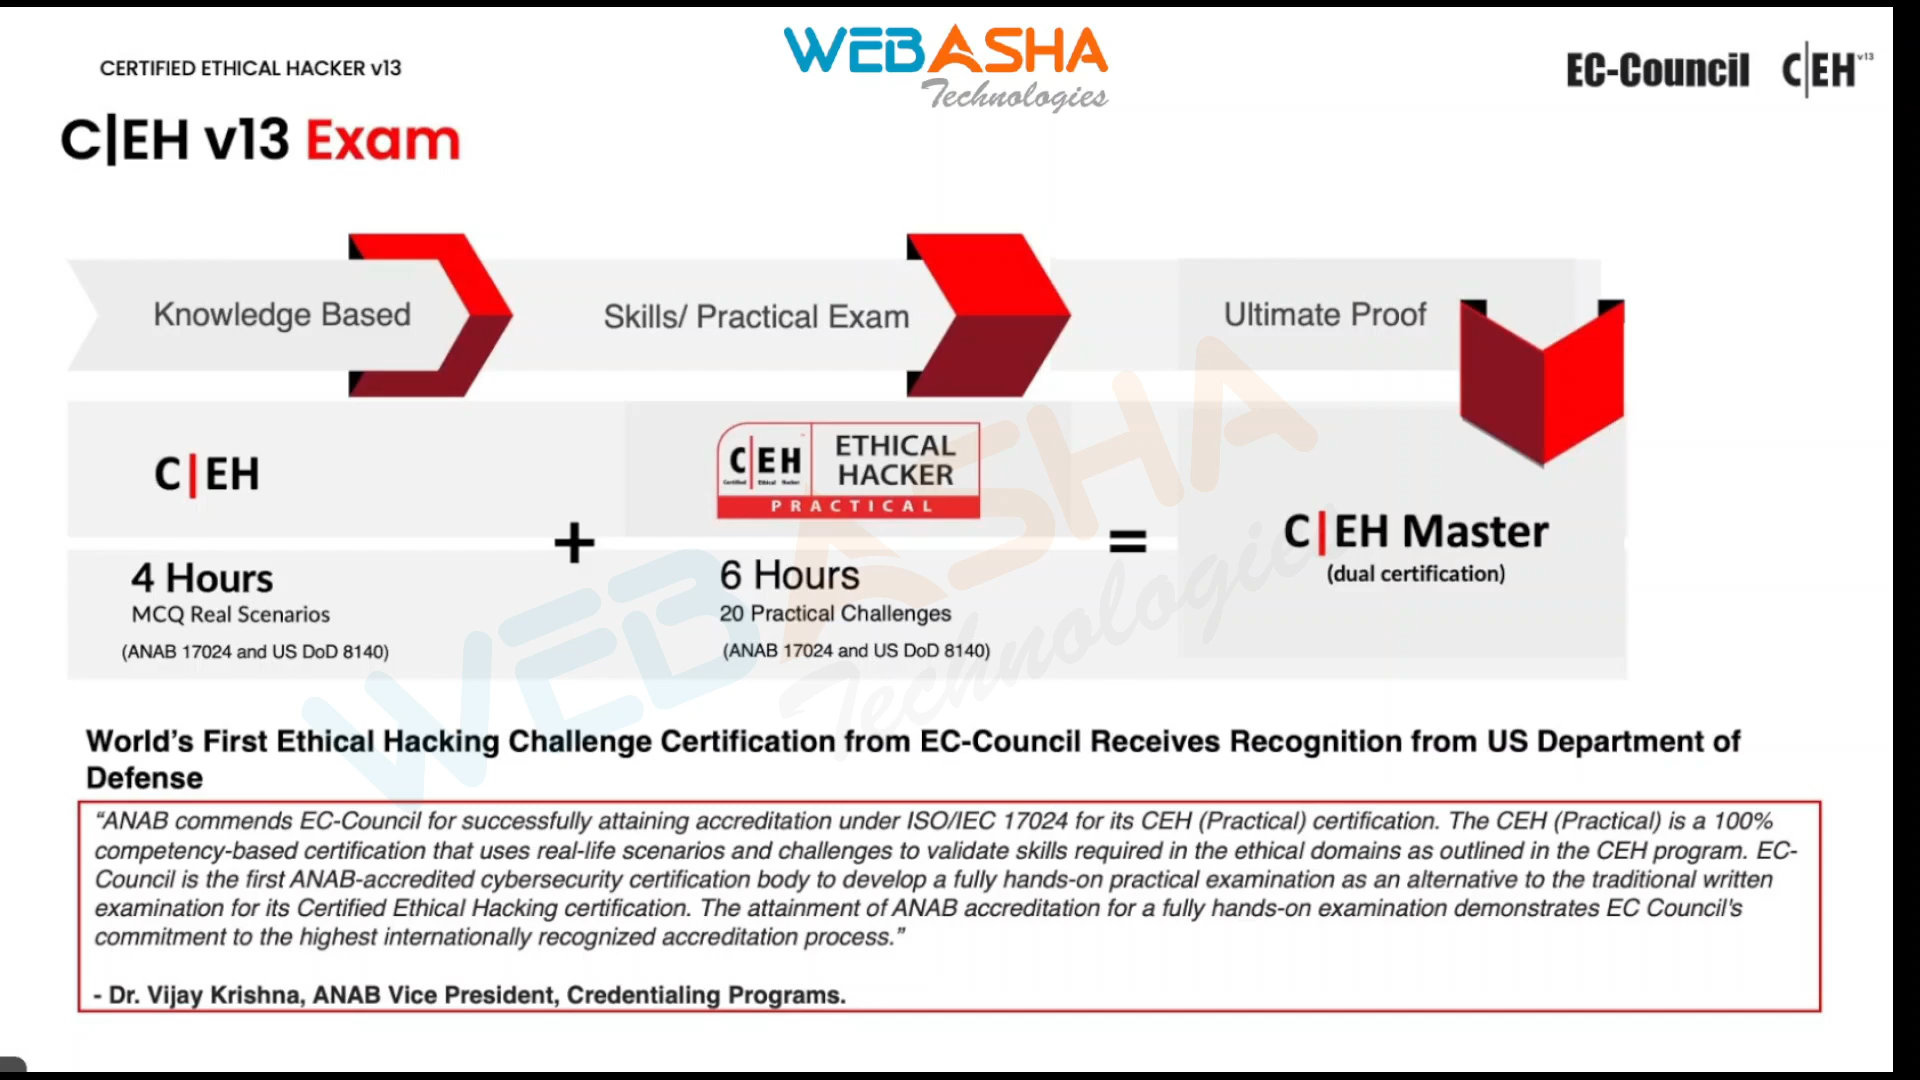 WEBASHA
Technologies
CERTIFIED ETHICAL HACKER v13
EC-Council C|EH v13
C|EH v13 Exam
Knowledge Based
Skills/ Practical Exam
Ultimate Proof
C|EH
C|EH
Certified Ethical Hacker
ETHICAL
HACKER
PRACTICAL
+
=
C|EH Master
(dual certification)
4 Hours
MCQ Real Scenarios
(ANAB 17024 and US DoD 8140)
6 Hours
20 Practical Challenges
(ANAB 17024 and US DoD 8140)
WEBASHA
Technologies
World's First Ethical Hacking Challenge Certification from EC-Council Receives Recognition from US Department of
Defense
“ANAB commends EC-Council for successfully attaining accreditation under ISO/IEC 17024 for its CEH (Practical) certification. The CEH (Practical) is a 100%
competency-based certification that uses real-life scenarios and challenges to validate skills required in the ethical domains as outlined in the CEH program. EC-
Council is the first ANAB-accredited cybersecurity certification body to develop a fully hands-on practical examination as an alternative to the traditional written
examination for its Certified Ethical Hacking certification. The attainment of ANAB accreditation for a fully hands-on examination demonstrates EC Council's
commitment to the highest internationally recognized accreditation process.”
- Dr. Vijay Krishna, ANAB Vice President, Credentialing Programs.